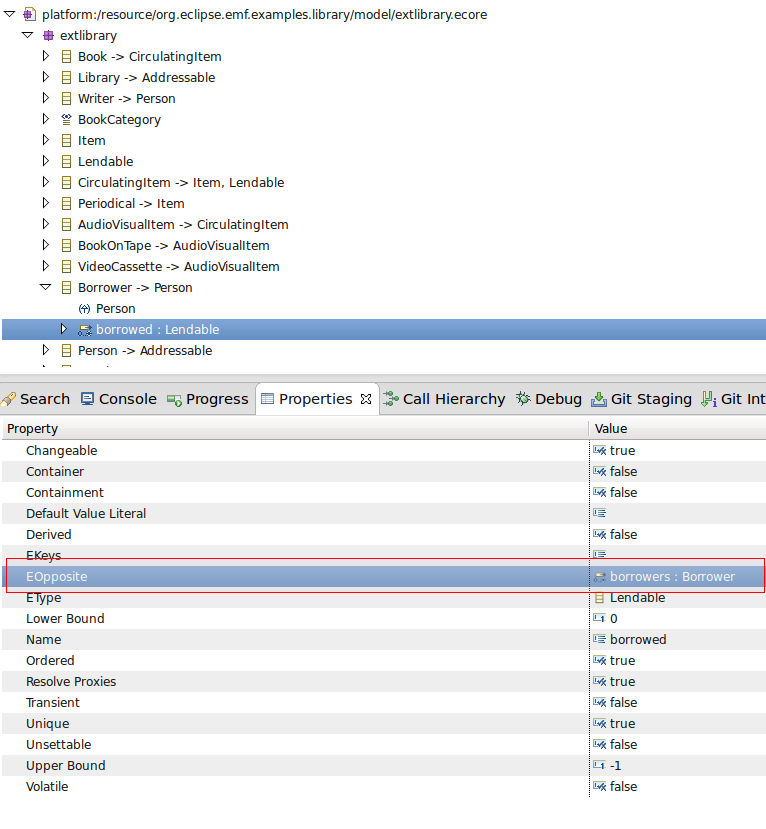 platform:/resource/org.eclipse.emf.examples.library/model/extlibrary.ecore
extlibrary
Book -> CirculatingItem
Library -> Addressable
Writer -> Person
BookCategory
Item
Lendable
CirculatingItem -> Item, Lendable
Periodical -> Item
AudioVisualItem -> CirculatingItem
BookOnTape -> AudioVisualItem
VideoCassette -> AudioVisualItem
Borrower -> Person
Person
borrowed : Lendable
Person -> Addressable
Search Console Progress Properties Call Hierarchy Debug Git Staging Git Int
Property Value
Changeable true
Container false
Containment false
Default Value Literal
Derived false
EKeys
EOpposite borrowers : Borrower
EType Lendable
Lower Bound 0
Name borrowed
Ordered true
Resolve Proxies true
Transient false
Unique true
Unsettable false
Upper Bound -1
Volatile false